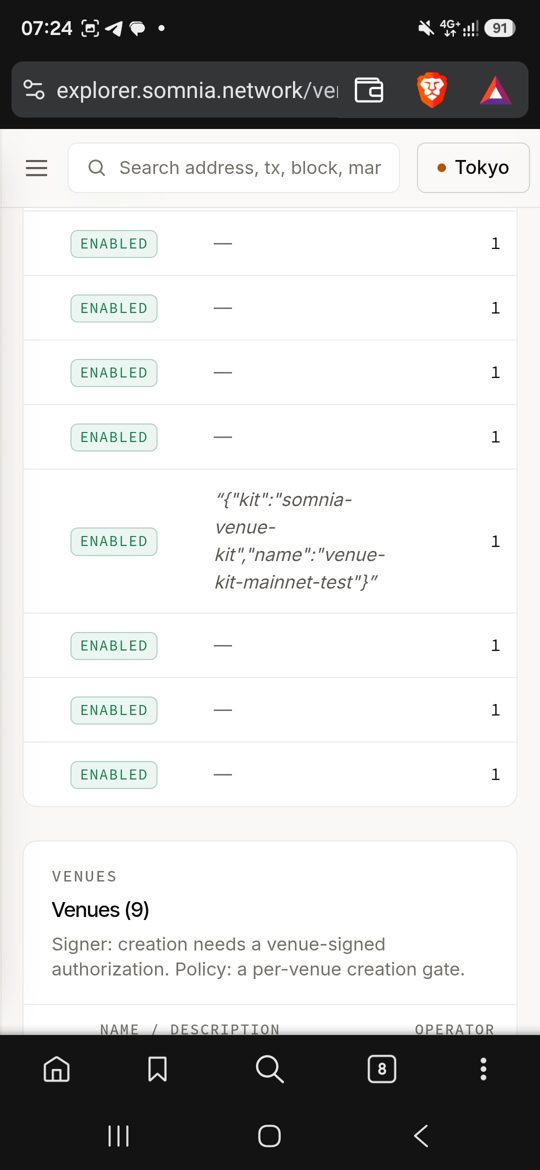 07:24
4G+
91
explorer.somnia.network/ve
Search address, tx, block, mar
Tokyo
ENABLED — 1
ENABLED — 1
ENABLED — 1
ENABLED — 1
ENABLED “{"kit":"somnia-
venue-
kit","name":"venue-
kit-mainnet-test"}” 1
ENABLED — 1
ENABLED — 1
ENABLED — 1
VENUES
Venues (9)
Signer: creation needs a venue-signed
authorization. Policy: a per-venue creation gate.
NAME / DESCRIPTION OPERATOR
8